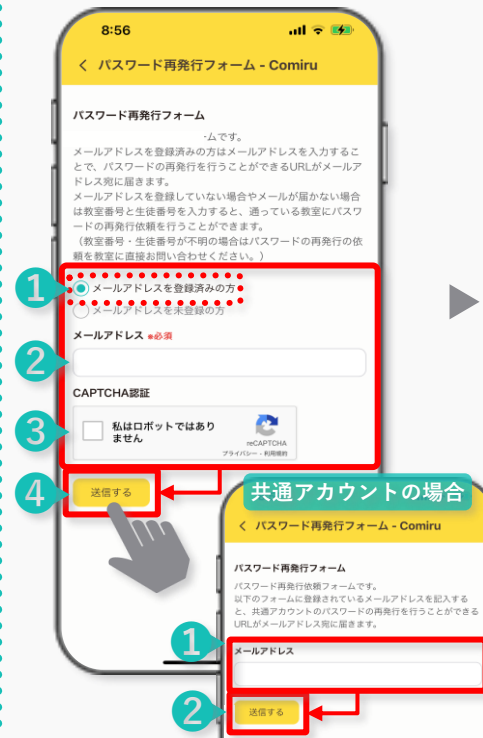 8:56
パスワード再発行フォーム - Comiru
パスワード再発行フォーム
ムです。
メールアドレスを登録済みの方はメールアドレスを入力するこ
とで、パスワードの再発行を行うことができるURLがメールア
ドレス宛に届きます。
メールアドレスを登録していない場合やメールが届かない場合
は教室番号と生徒番号を入力すると、通っている教室にパスワ
ードの再発行依頼を行うことができます。
（教室番号・生徒番号が不明の場合はパスワードの再発行の依
頼を教室に直接お問い合わせください。）
1
メールアドレスを登録済みの方
メールアドレスを未登録の方
メールアドレス ※必須
2
CAPTCHA認証
3
私はロボットではあり
ません
reCAPTCHA
プライバシー - 利用規約
4
送信する
共通アカウントの場合
パスワード再発行フォーム - Comiru
パスワード再発行フォーム
パスワード再発行依頼フォームです。
以下のフォームに登録されているメールアドレスを記入する
と、共通アカウントのパスワードの再発行を行うことができる
URLがメールアドレス宛に届きます。
1
メールアドレス
2
送信する